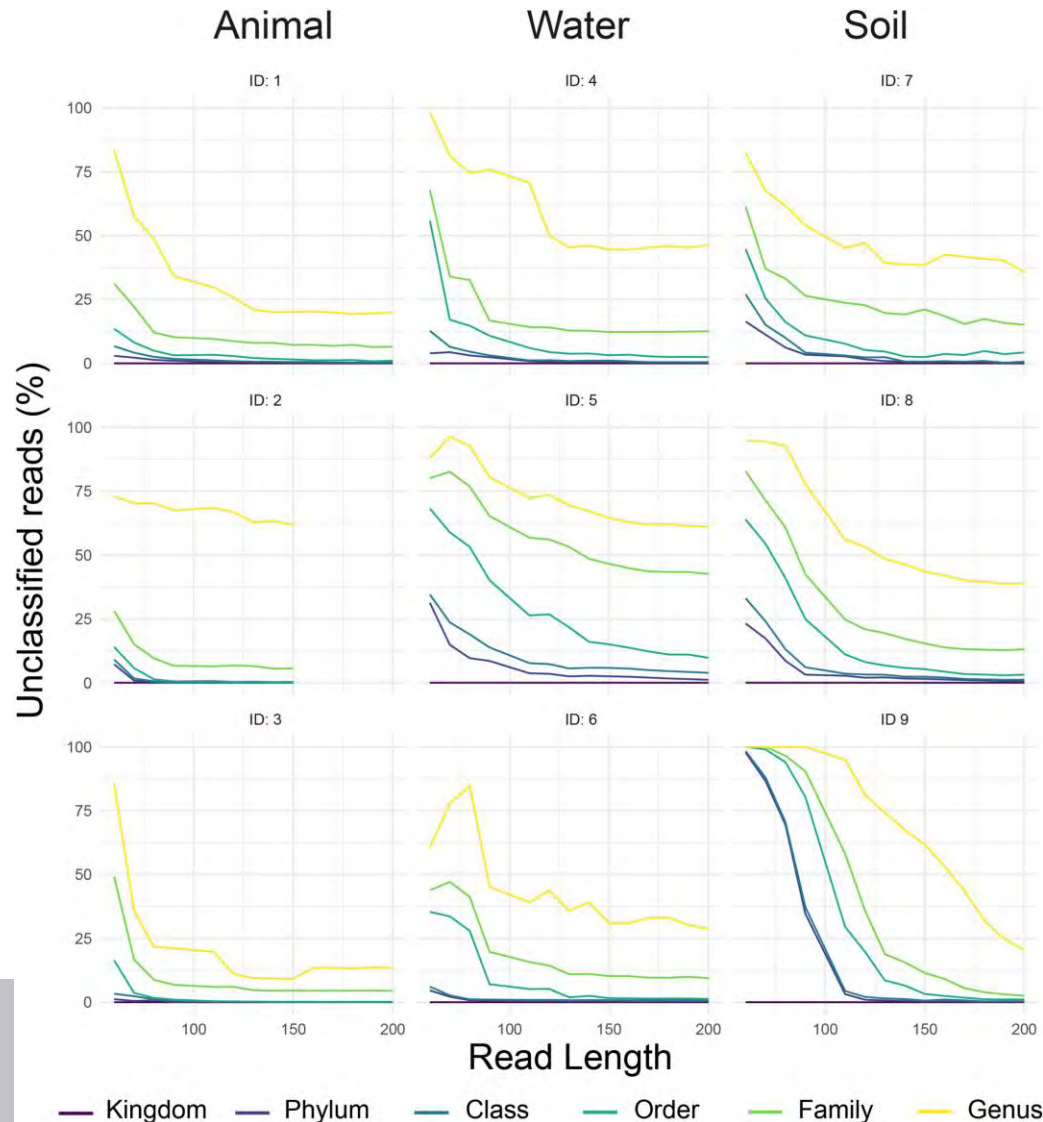 Animal Water Soil
ID: 1 ID: 4 ID: 7
100
75
50
25
0
ID: 2 ID: 5 ID: 8
100
75
50
25
0
ID: 3 ID: 6 ID 9
100
75
50
25
0
100 150 200 100 150 200 100 150 200
Unclassified reads (%)
Read Length
Kingdom Phylum Class Order Family Genus